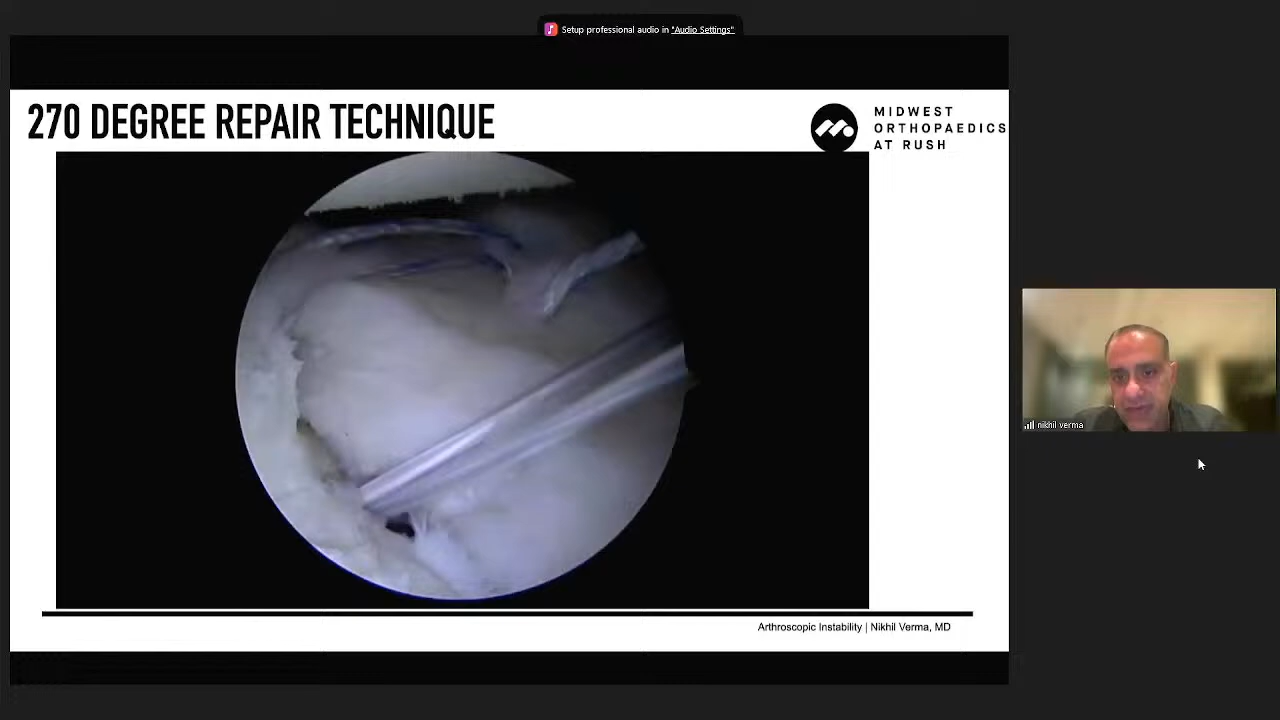 Setup professional audio in "Audio Settings"
270 DEGREE REPAIR TECHNIQUE
MIDWEST
ORTHOPAEDICS
AT RUSH
nikhil verma
Arthroscopic Instability | Nikhil Verma, MD